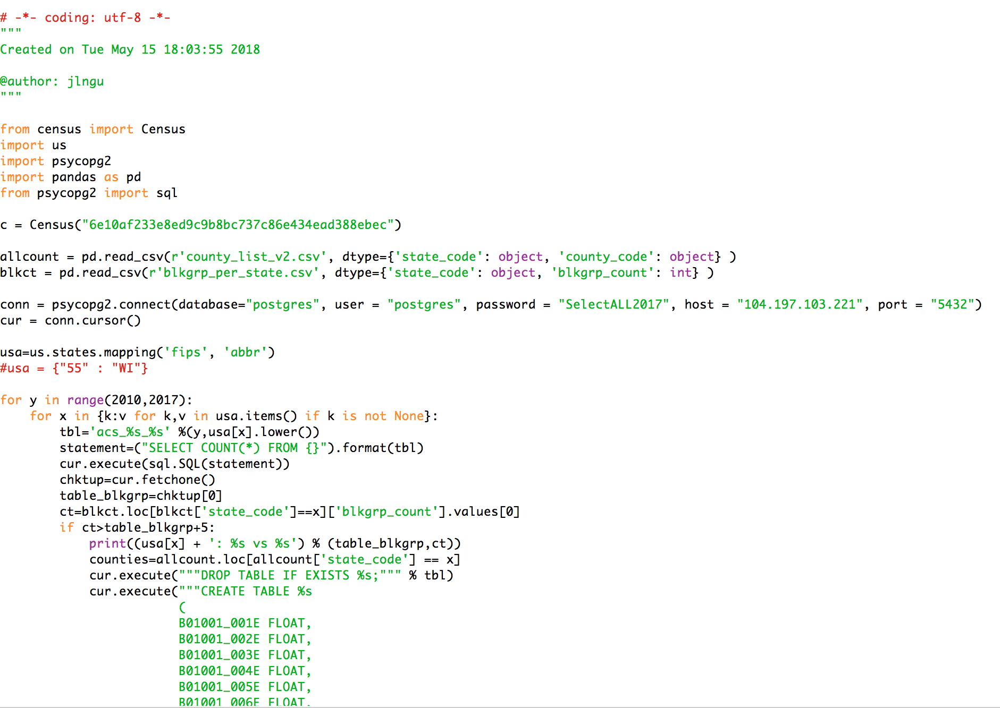 # -*- coding: utf-8 -*-
"""
Created on Tue May 15 18:03:55 2018

@author: jlngu
"""

from census import Census
import us
import psycopg2
import pandas as pd
from psycopg2 import sql

c = Census("6e10af233e8ed9c9b8bc737c86e434ead388ebec")

allcount = pd.read_csv(r'county_list_v2.csv', dtype={'state_code': object, 'county_code': object} )
blkct = pd.read_csv(r'blkgrp_per_state.csv', dtype={'state_code': object, 'blkgrp_count': int} )

conn = psycopg2.connect(database="postgres", user = "postgres", password = "SelectALL2017", host = "104.197.103.221", port = "5432")
cur = conn.cursor()

usa=us.states.mapping('fips', 'abbr')
#usa = {"55" : "WI"}

for y in range(2010,2017):
    for x in {k:v for k,v in usa.items() if k is not None}:
        tbl='acs_%s_%s' %(y,usa[x].lower())
        statement=("SELECT COUNT(*) FROM {}").format(tbl)
        cur.execute(sql.SQL(statement))
        chktup=cur.fetchone()
        table_blkgrp=chktup[0]
        ct=blkct.loc[blkct['state_code']==x]['blkgrp_count'].values[0]
        if ct>table_blkgrp+5:
            print((usa[x] + ': %s vs %s') % (table_blkgrp,ct))
            counties=allcount.loc[allcount['state_code'] == x]
            cur.execute("""DROP TABLE IF EXISTS %s;""" % tbl)
            cur.execute("""CREATE TABLE %s
                        (
                        B01001_001E FLOAT,
                        B01001_002E FLOAT,
                        B01001_003E FLOAT,
                        B01001_004E FLOAT,
                        B01001_005E FLOAT,
                        B01001_006E FLOAT,